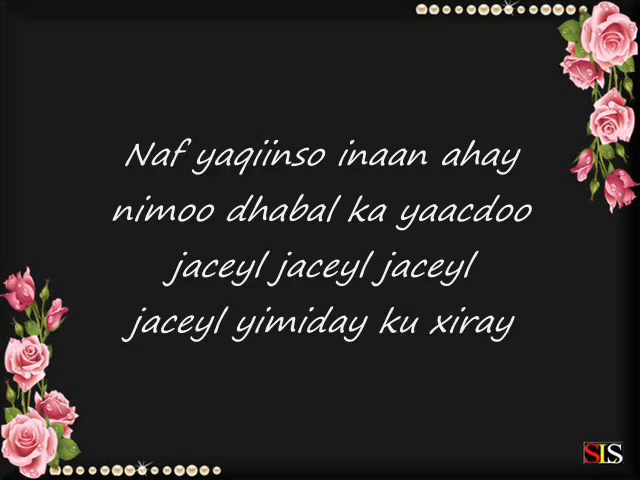 Naf yaqiinso inaan ahay
nimoo dhabal ka yaacdoo
jaceyl jaceyl jaceyl
jaceyl yimiday ku xiray
SLS